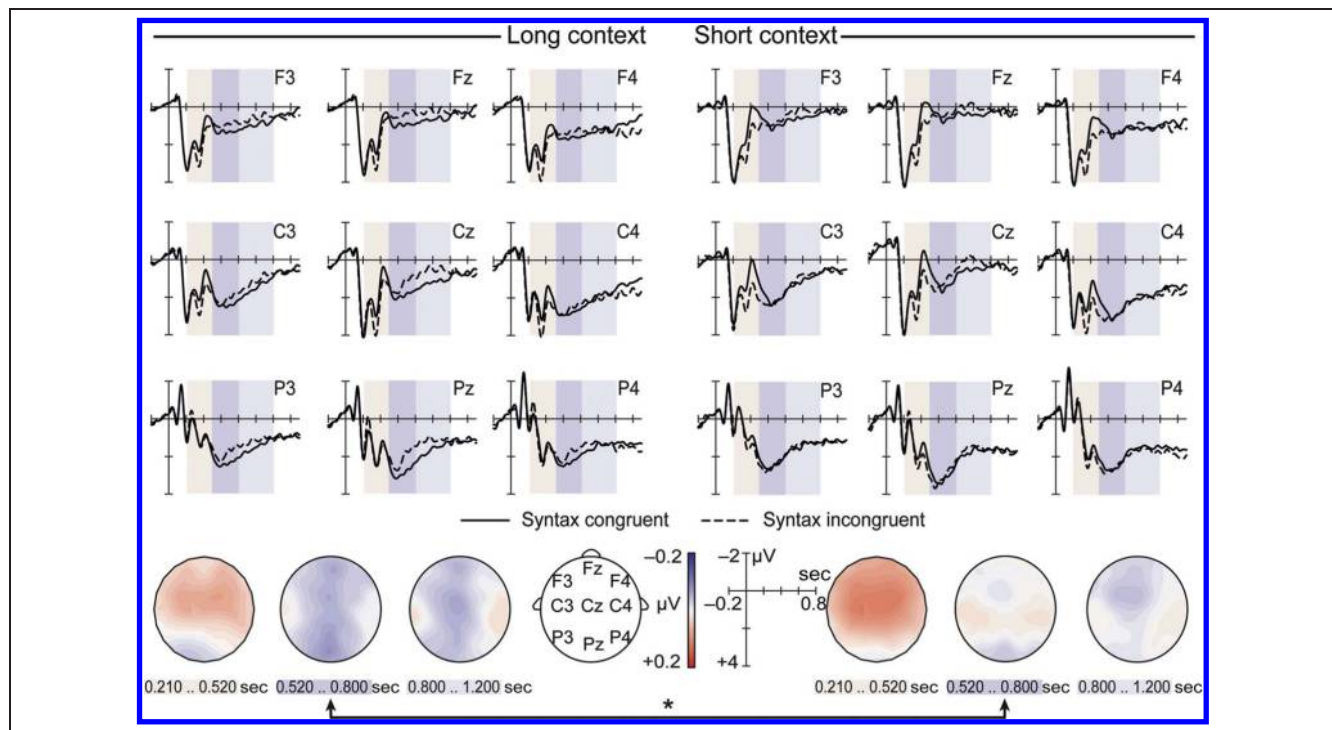 Long context Short context
F3 Fz F4 F3 Fz F4
C3 Cz C4 C3 Cz C4
P3 Pz P4 P3 Pz P4
Syntax congruent Syntax incongruent
–0.2 –2 µV
Fz
F3 F4 sec
C3 Cz C4 µV –0.2 0.8
P3 Pz P4
+0.2 +4
0.210 .. 0.520 sec 0.520 .. 0.800 sec 0.800 .. 1.200 sec 0.210 .. 0.520 sec 0.520 .. 0.800 sec 0.800 .. 1.200 sec
*